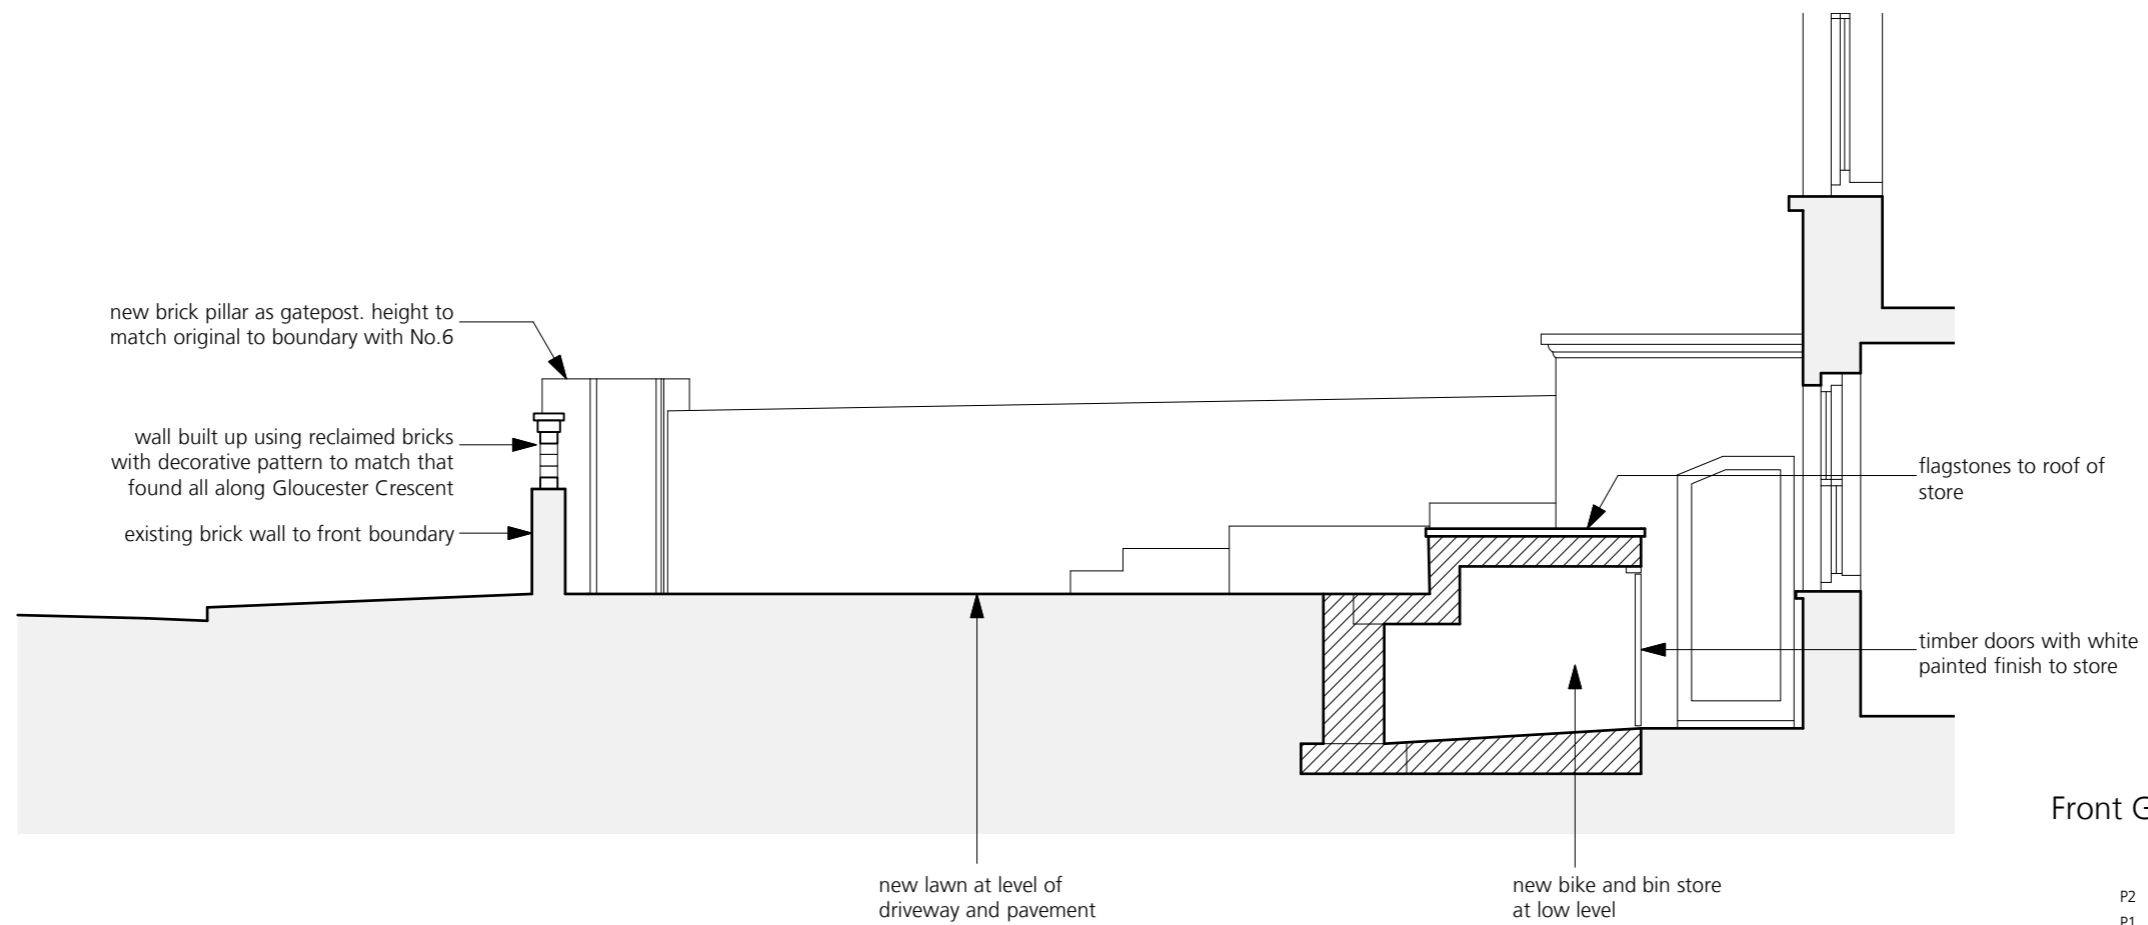 new brick pillar as gatepost. height to
match original to boundary with No.6
wall built up using reclaimed bricks
with decorative pattern to match that
found all along Gloucester Crescent
existing brick wall to front boundary
flagstones to roof of
store
timber doors with white
painted finish to store
new lawn at level of
driveway and pavement
new bike and bin store
at low level
Front G
P2
P1